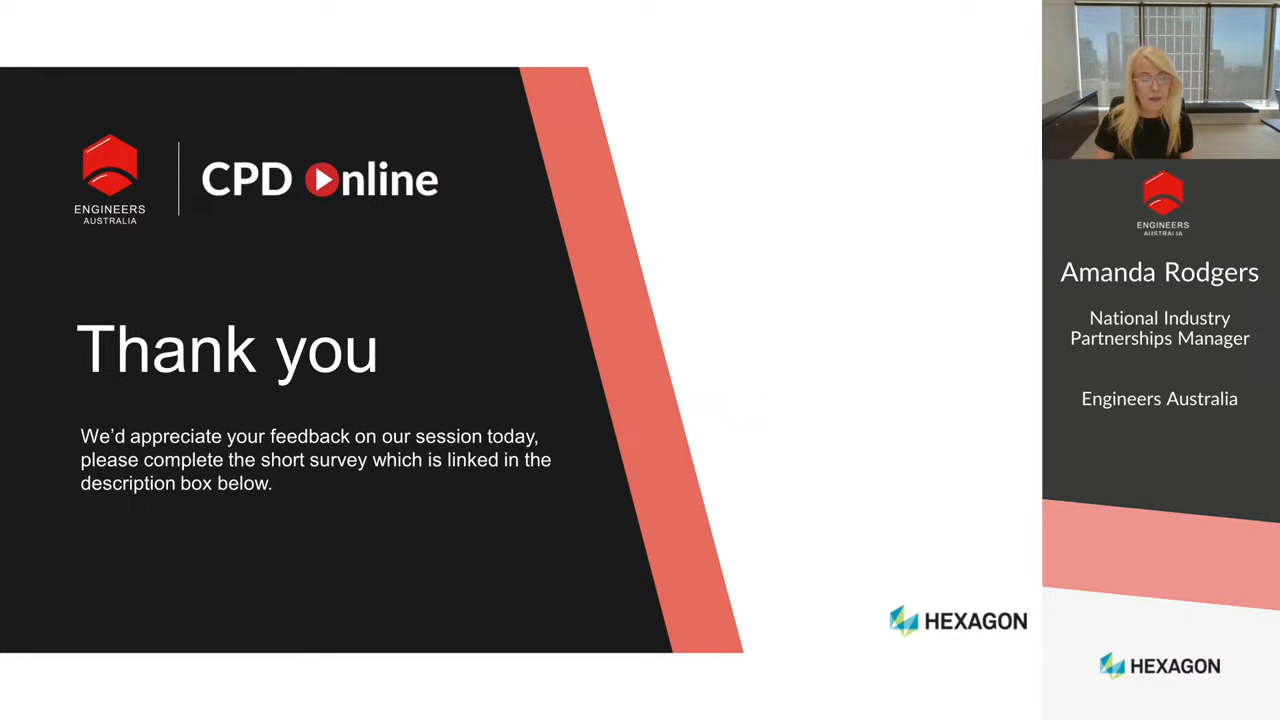 ENGINEERS
AUSTRALIA
CPD Online
Thank you
We'd appreciate your feedback on our session today,
please complete the short survey which is linked in the
description box below.
HEXAGON
ENGINEERS
AUSTRALIA
Amanda Rodgers
National Industry
Partnerships Manager
Engineers Australia
HEXAGON